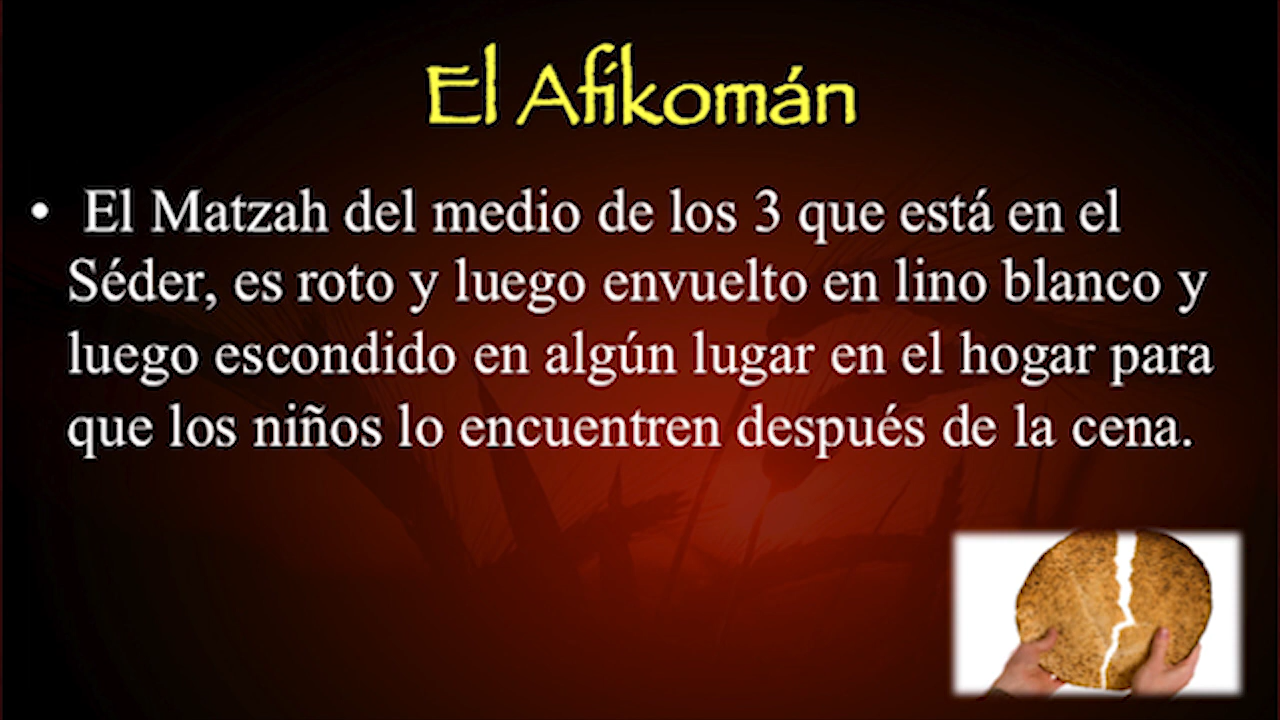 El Afikomán
• El Matzah del medio de los 3 que está en el
Séder, es roto y luego envuelto en lino blanco y
luego escondido en algún lugar en el hogar para
que los niños lo encuentren después de la cena.